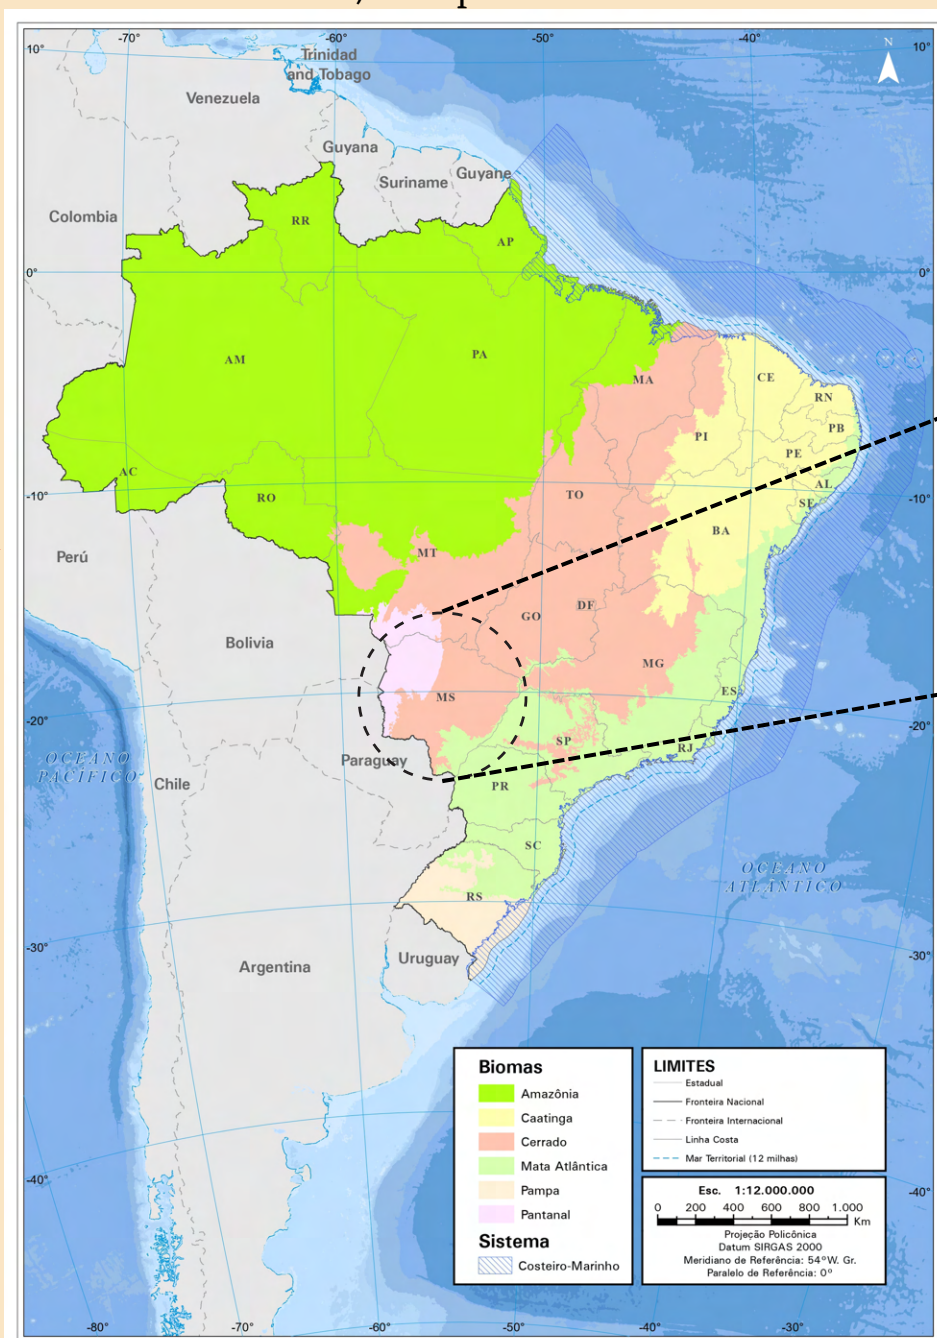 10°
-70°
-60°
-50°
-40°
10°
N
Trinidad
and Tobago
Venezuela
Guyana
Suriname
Guyane
Colombia
RR
AP
0°
0°
AM
PA
MA
CE
RN
PB
PI
PE
AC
RO
TO
AL
SE
-10°
-10°
BA
Perú
MT
GO
DF
Bolivia
MG
MS
ES
-20°
-20°
SP
RJ
OCEANO
PACÍFICO
Paraguay
Chile
PR
SC
OCEANO
ATLÂNTICO
RS
-30°
Uruguay
-30°
Argentina
Biomas
Amazônia
Caatinga
Cerrado
Mata Atlântica
Pampa
Pantanal
Sistema
Costeiro-Marinho
LIMITES
Estadual
Fronteira Nacional
Fronteira Internacional
Linha Costa
Mar Territorial (12 milhas)
Esc. 1:12.000.000
0 200 400 600 800 1.000
Km
Projeção Policônica
Datum SIRGAS 2000
Meridiano de Referência: 54°W. Gr.
Paralelo de Referência: 0°
-40°
-40°
-80°
-70°
-60°
-50°
-40°
-30°